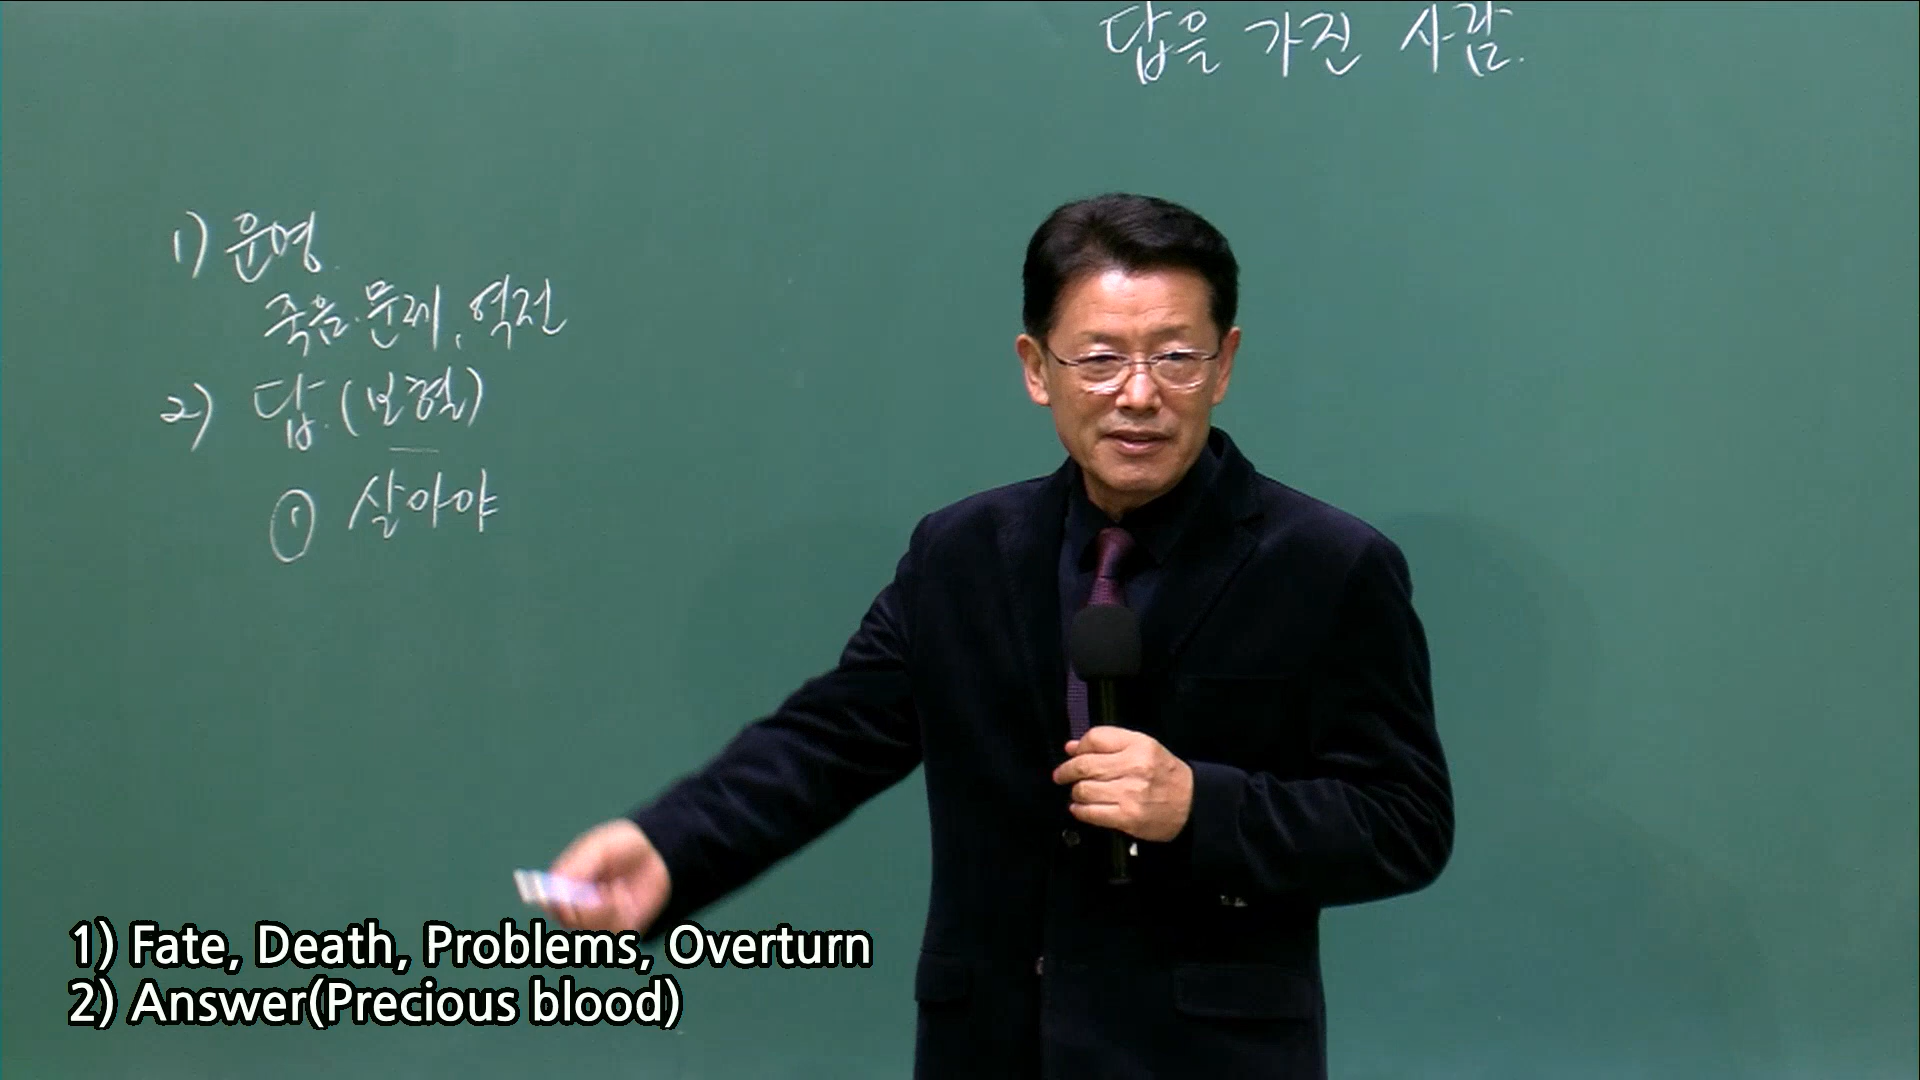 답을 가진 사람.
1) 운명.
죽음. 문제, 역전
2) 답.(보혈)
① 살아야
1) Fate, Death, Problems, Overturn
2) Answer(Precious blood)